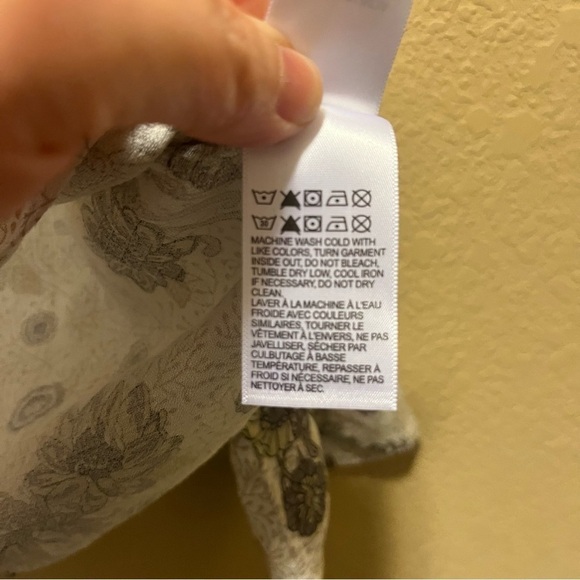 30
MACHINE WASH COLD WITH
LIKE COLORS, TURN GARMENT
INSIDE OUT, DO NOT BLEACH,
TUMBLE DRY LOW, COOL IRON
IF NECESSARY, DO NOT DRY
CLEAN.
LAVER À LA MACHINE À L'EAU
FROIDE AVEC COULEURS
SIMILAIRES, TOURNER LE
VÊTEMENT À L'ENVERS, NE PAS
JAVELLISER, SÉCHER PAR
CULBUTAGE À BASSE
TEMPÉRATURE, REPASSER À
FROID SI NÉCESSAIRE, NE PAS
NETTOYER À SEC.